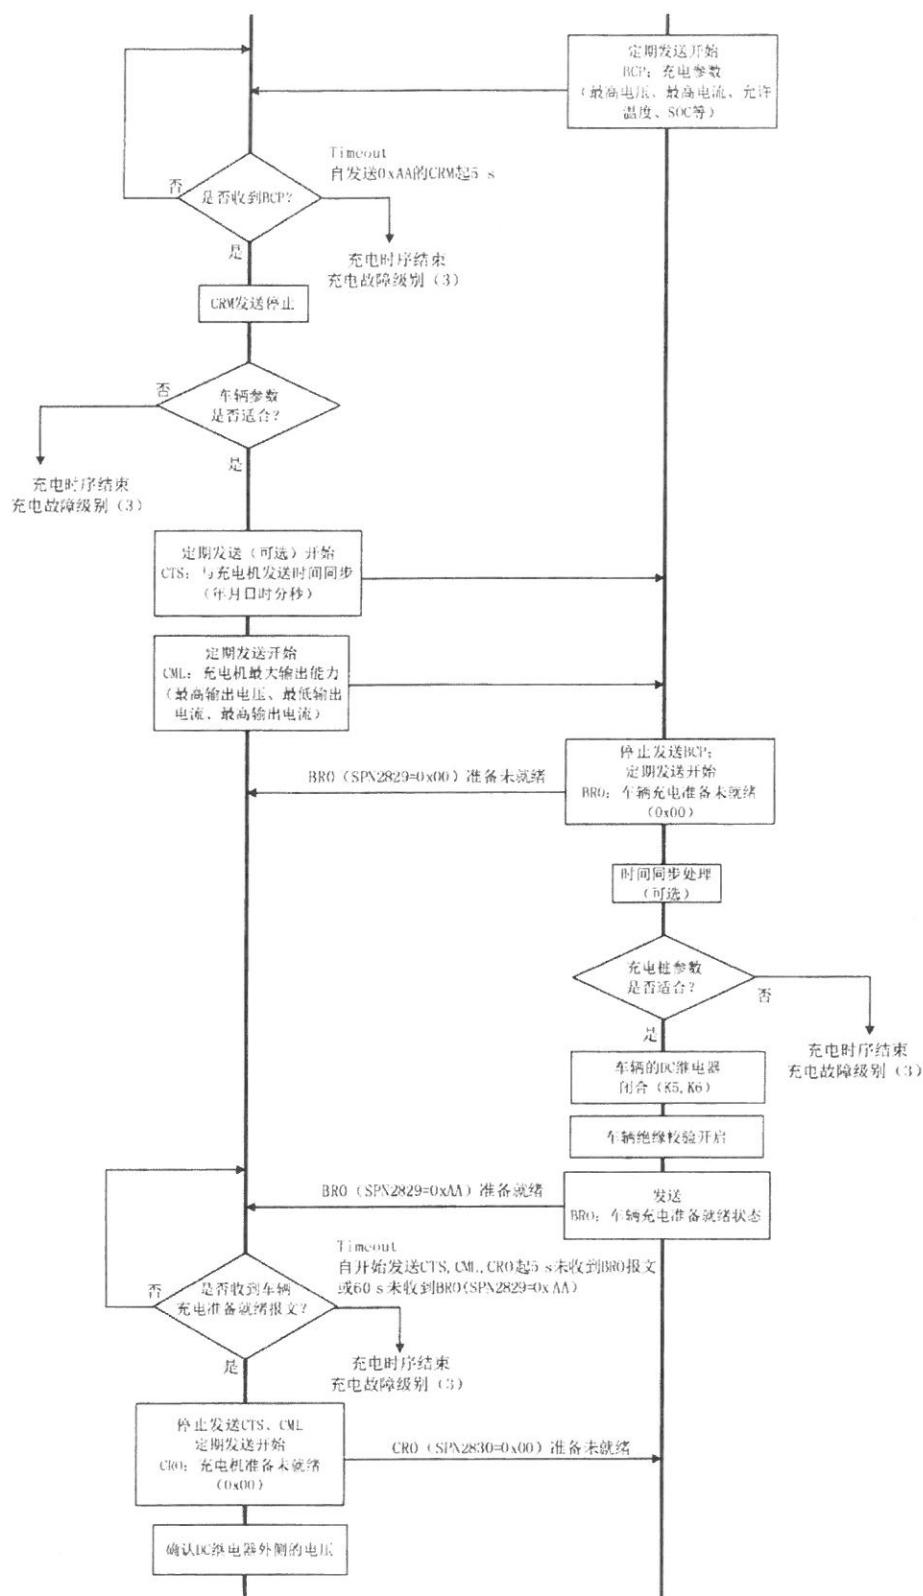 定期发送开始
BCP：充电参数
（最高电压、最高电流、允许
温度、SOC等）
Timeout
自发送0xAA的CRM起5 s
否
是否收到BCP？
是
充电时序结束
充电故障级别（3）
CRM发送停止
否
车辆参数
是否适合？
是
充电时序结束
充电故障级别（3）
定期发送（可选）开始
CTS：与充电机发送时间同步
（年月日时分秒）
定期发送开始
CML：充电机最大输出能力
（最高输出电压、最低输出
电流、最高输出电流）
停止发送BCP；
定期发送开始
BRO：车辆充电准备未就绪
（0x00）
BRO（SPN2829=0x00）准备未就绪
时间同步处理
（可选）
充电桩参数
是否适合？
否
是
充电时序结束
充电故障级别（3）
车辆的DC继电器
闭合（K5,K6）
车辆绝缘校验开启
BRO（SPN2829=0xAA）准备就绪
发送
BRO：车辆充电准备就绪状态
Timeout
自开始发送CTS,CML,CRO起5 s未收到BRO报文
或60 s未收到BRO(SPN2829=0xAA)
否
是否收到车辆
充电准备就绪报文？
是
充电时序结束
充电故障级别（3）
停止发送CTS、CML
定期发送开始
CRO：充电机准备未就绪
（0x00）
CRO（SPN2830=0x00）准备未就绪
确认DC继电器外侧的电压